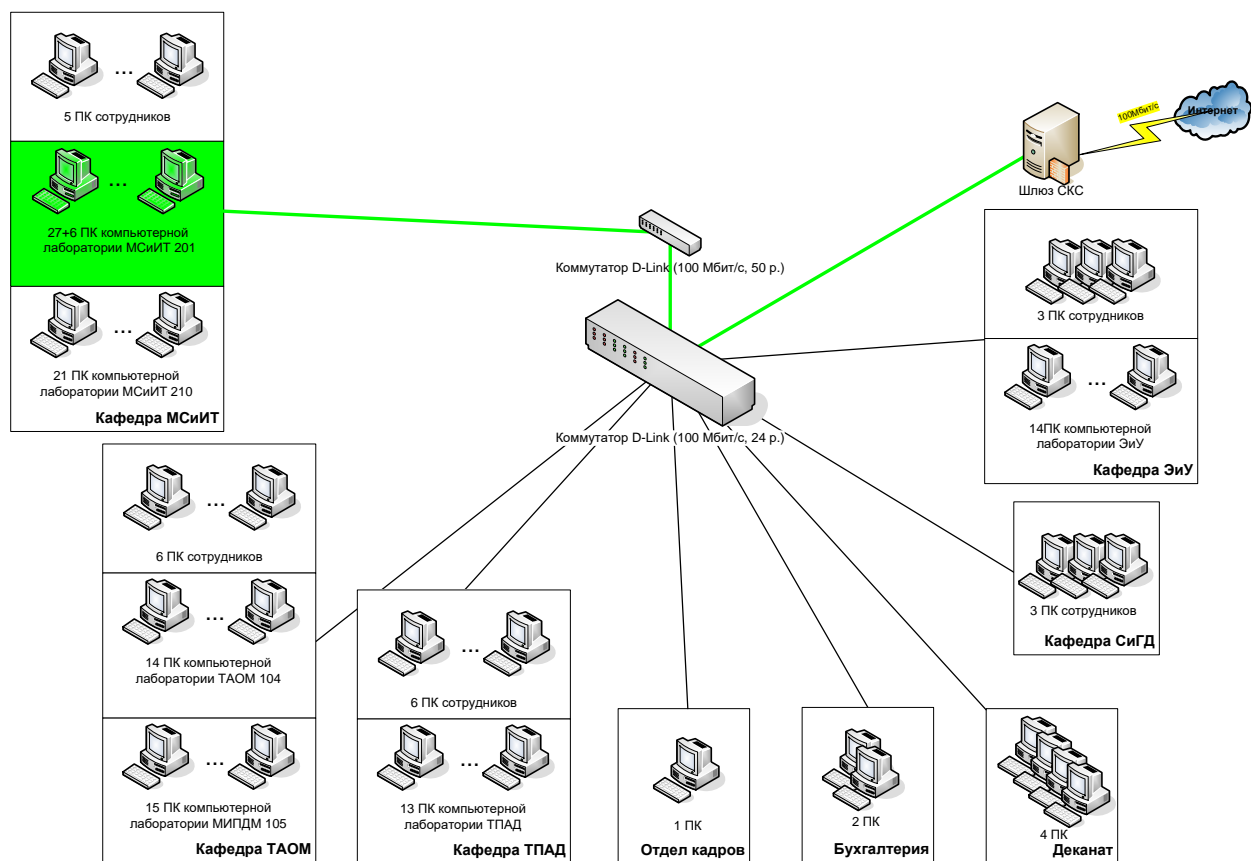 ...
5 ПК сотрудников
...
27+6 ПК компьютерной
лаборатории МСиИТ 201
...
21 ПК компьютерной
лаборатории МСиИТ 210
Кафедра МСиИТ
100Мбит/с
Интернет
Шлюз СКС
Коммутатор D-Link (100 Мбит/с, 50 р.)
Коммутатор D-Link (100 Мбит/с, 24 р.)
3 ПК сотрудников
...
14ПК компьютерной
лаборатории ЭиУ
Кафедра ЭиУ
3 ПК сотрудников
Кафедра СиГД
...
6 ПК сотрудников
...
14 ПК компьютерной
лаборатории ТАОМ 104
...
15 ПК компьютерной
лаборатории МИПДМ 105
Кафедра ТАОМ
...
6 ПК сотрудников
...
13 ПК компьютерной
лаборатории ТПАД
Кафедра ТПАД
1 ПК
Отдел кадров
2 ПК
Бухгалтерия
4 ПК
Деканат